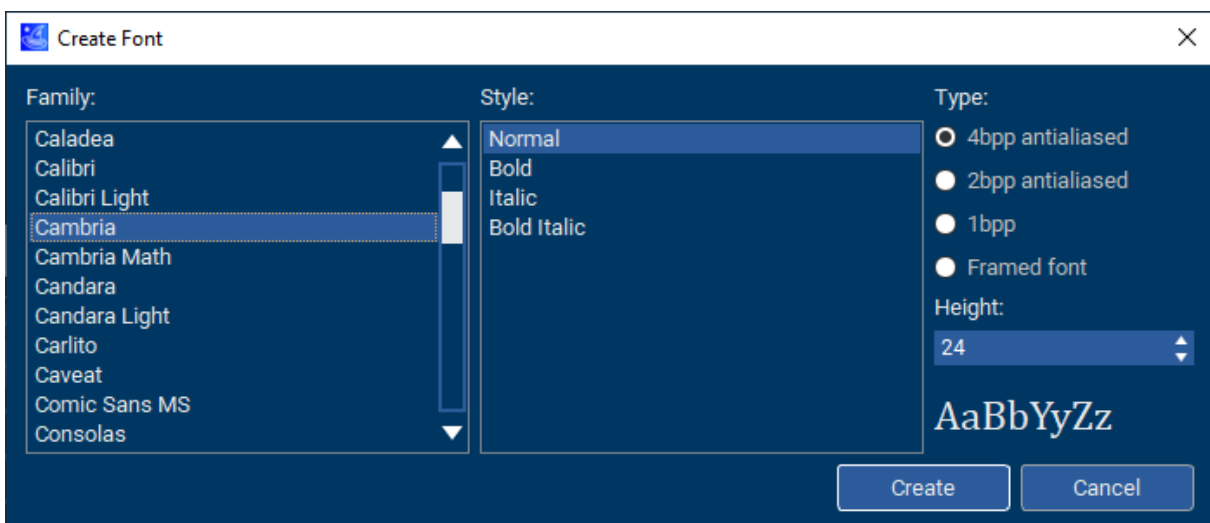 Create Font
Family:
Caladea
Calibri
Calibri Light
Cambria
Cambria Math
Candara
Candara Light
Carlito
Caveat
Comic Sans MS
Consolas
Style:
Normal
Bold
Italic
Bold Italic
Type:
4bpp antialiased
2bpp antialiased
1bpp
Framed font
Height:
24
AaBbYyZz
Create
Cancel